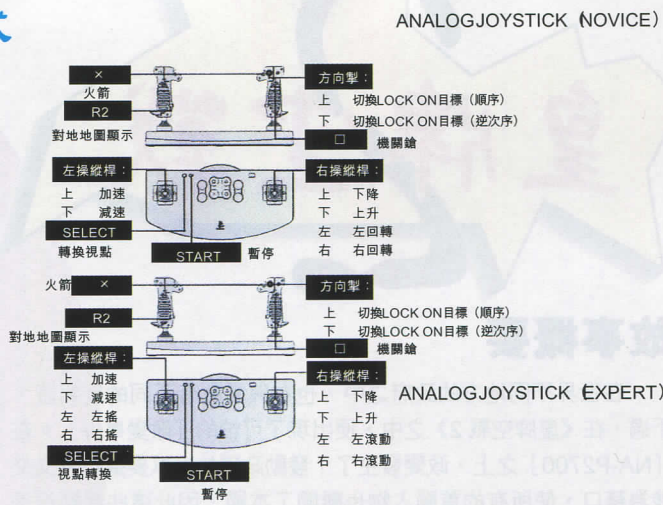 ANALOG JOYSTICK (NOVICE)
×
火箭
R2
對地地圖顯示
左操縱桿：
上 加速
下 減速
SELECT
轉換視點
START 暫停
方向掣：
上 切換LOCK ON目標（順序）
下 切換LOCK ON目標（逆次序）
□ 機關鎗
右操縱桿：
上 下降
下 上升
左 左回轉
右 右回轉
火箭 ×
R2
對地地圖顯示
左操縱桿：
上 加速
下 減速
左 左搖
右 右搖
SELECT
視點轉換
START
暫停
方向掣：
上 切換LOCK ON目標（順序）
下 切換LOCK ON目標（逆次序）
□ 機關鎗
右操縱桿：
上 下降
下 上升
左 左滾動
右 右滾動
ANALOG JOYSTICK (EXPERT)